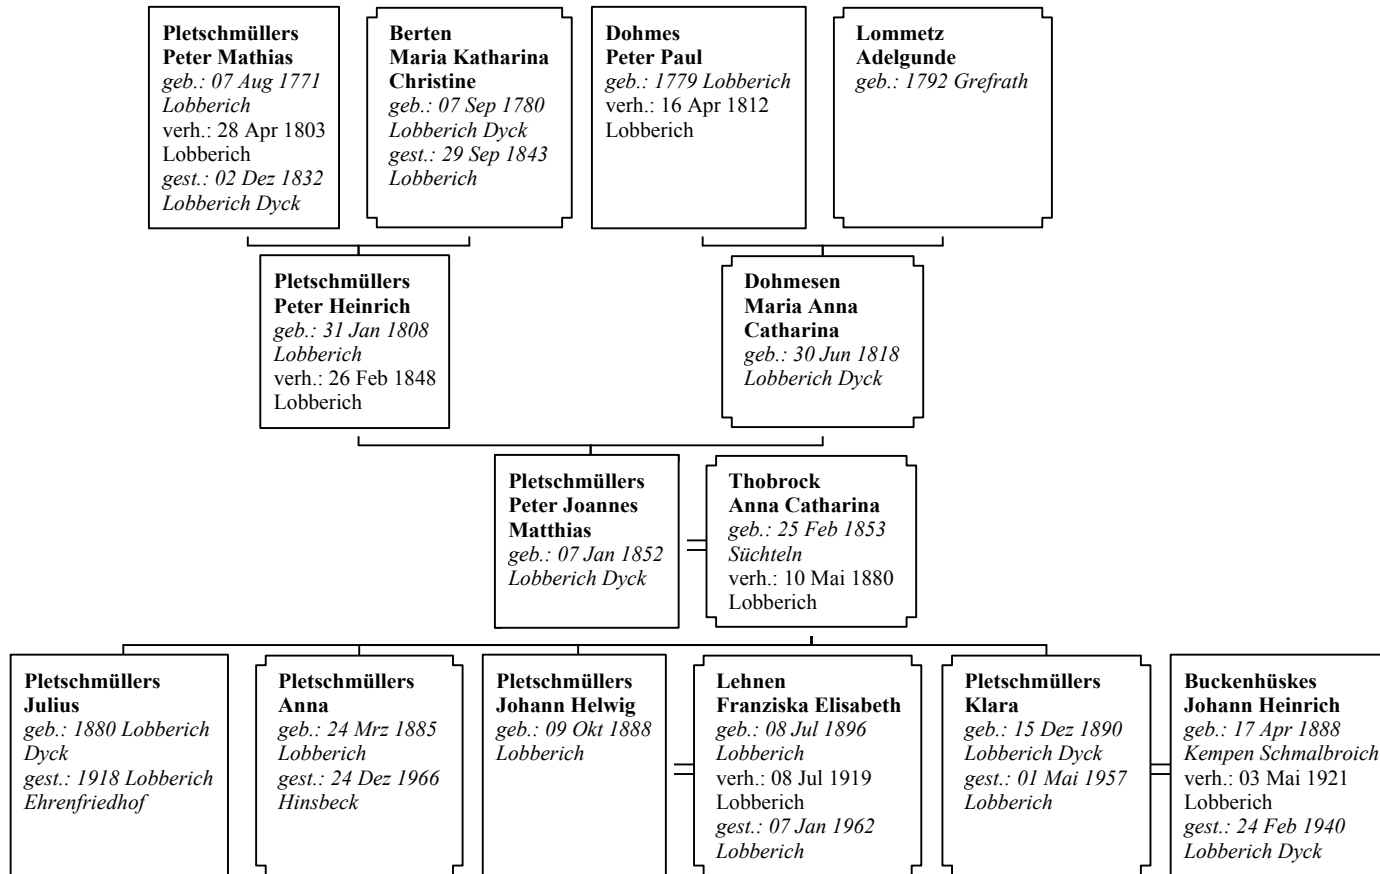 Pletschmüllers
Peter Mathias
geb.: 07 Aug 1771
Lobberich
verh.: 28 Apr 1803
Lobberich
gest.: 02 Dez 1832
Lobberich Dyck
Berten
Maria Katharina
Christine
geb.: 07 Sep 1780
Lobberich Dyck
gest.: 29 Sep 1843
Lobberich
Dohmes
Peter Paul
geb.: 1779 Lobberich
verh.: 16 Apr 1812
Lobberich
Lommetz
Adelgunde
geb.: 1792 Grefrath
Pletschmüllers
Peter Heinrich
geb.: 31 Jan 1808
Lobberich
verh.: 26 Feb 1848
Lobberich
Dohmesen
Maria Anna
Catharina
geb.: 30 Jun 1818
Lobberich Dyck
Pletschmüllers
Peter Joannes
Matthias
geb.: 07 Jan 1852
Lobberich Dyck
Thobrock
Anna Catharina
geb.: 25 Feb 1853
Süchteln
verh.: 10 Mai 1880
Lobberich
Pletschmüllers
Julius
geb.: 1880 Lobberich
Dyck
gest.: 1918 Lobberich
Ehrenfriedhof
Pletschmüllers
Anna
geb.: 24 Mrz 1885
Lobberich
gest.: 24 Dez 1966
Hinsbeck
Pletschmüllers
Johann Helwig
geb.: 09 Okt 1888
Lobberich
Lehnen
Franziska Elisabeth
geb.: 08 Jul 1896
Lobberich
verh.: 08 Jul 1919
Lobberich
gest.: 07 Jan 1962
Lobberich
Pletschmüllers
Klara
geb.: 15 Dez 1890
Lobberich Dyck
gest.: 01 Mai 1957
Lobberich
Buckenhüskes
Johann Heinrich
geb.: 17 Apr 1888
Kempen Schmalbroich
verh.: 03 Mai 1921
Lobberich
gest.: 24 Feb 1940
Lobberich Dyck